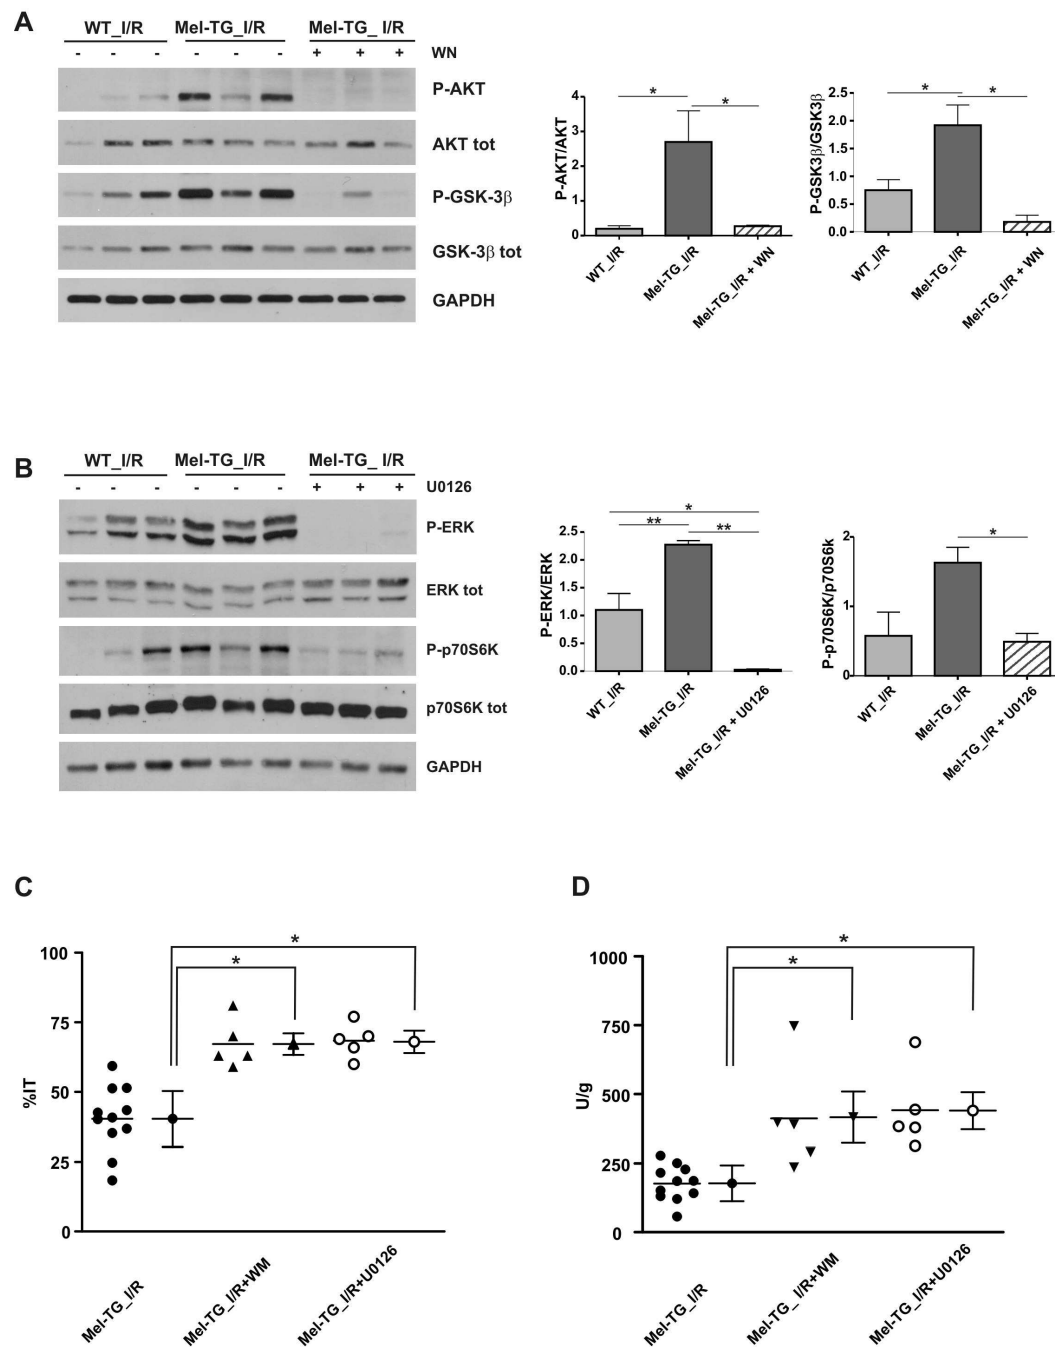 A
WT_I/R Mel-TG_I/R Mel-TG_ I/R
- - - - - - + + + WN
P-AKT
AKT tot
P-GSK-3β
GSK-3β tot
GAPDH
P-AKT/AKT
4
3
2
1
0
* *
WT_I/R
Mel-TG_I/R
Mel-TG_I/R + WN
P-GSK3β/GSK3β
2.5
2.0
1.5
1.0
0.5
0.0
* *
WT_I/R
Mel-TG_I/R
Mel-TG_I/R + WN
B
WT_I/R Mel-TG_I/R Mel-TG_ I/R
- - - - - - + + + U0126
P-ERK
ERK tot
P-p70S6K
p70S6K tot
GAPDH
P-ERK/ERK
2.5
2.0
1.5
1.0
0.5
0.0
*
** **
WT_I/R
Mel-TG_I/R
Mel-TG_I/R + U0126
P-p70S6K/p70S6k
2
1
0
*
WT_I/R
Mel-TG_I/R
Mel-TG_I/R + U0126
C
%IT
100
75
50
25
0
*
*
Mel-TG_I/R
Mel-TG_I/R+WM
Mel-TG_I/R+U0126
D
U/g
1000
750
500
250
0
*
*
Mel-TG_I/R
Mel-TG_I/R+WM
Mel-TG_I/R+U0126